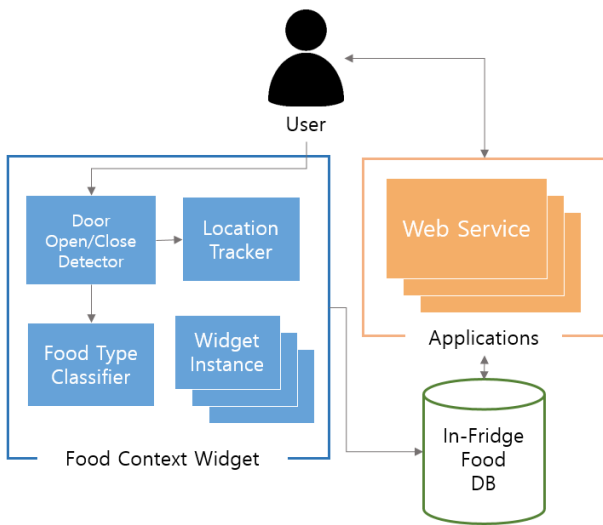 User
Door
Open/Close
Detector
Location
Tracker
Food Type
Classifier
Widget
Instance
Food Context Widget
Web Service
Applications
In-Fridge
Food
DB